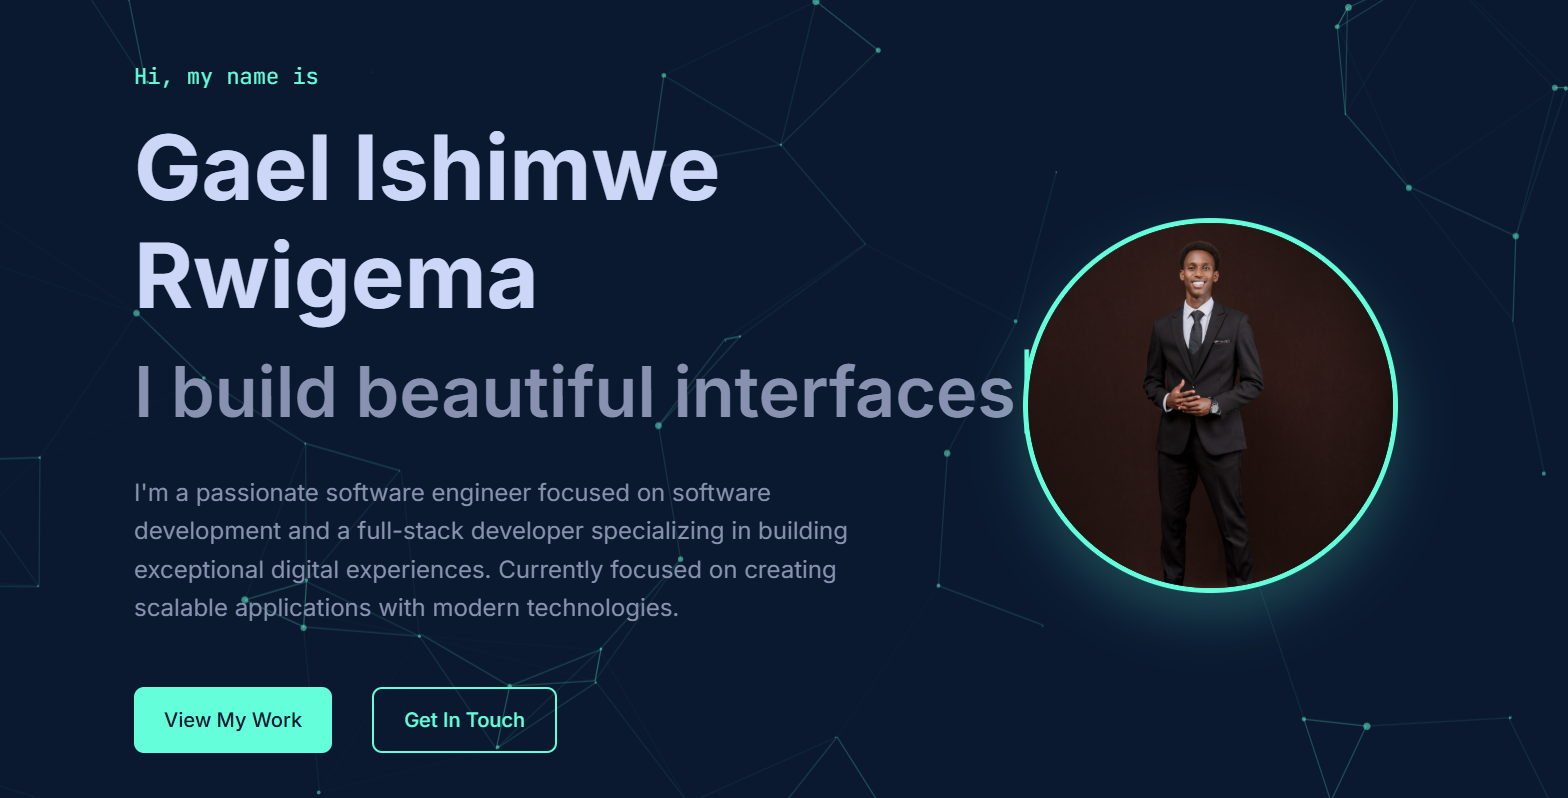 Hi, my name is
Gael Ishimwe
Rwigema
I build beautiful interfaces
I'm a passionate software engineer focused on software
development and a full-stack developer specializing in building
exceptional digital experiences. Currently focused on creating
scalable applications with modern technologies.
View My Work
Get In Touch